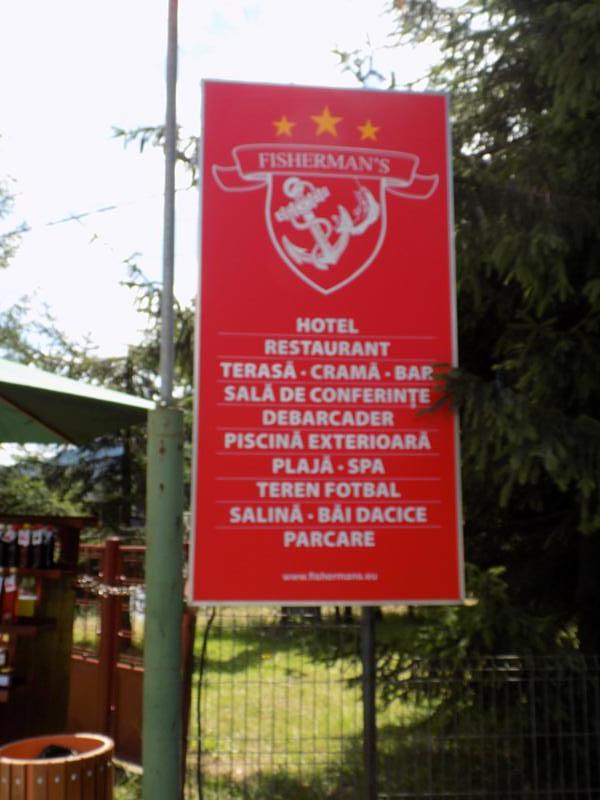 FISHERMAN'S
HOTEL
RESTAURANT
TERASĂ • CRAMĂ • BAR
SALĂ DE CONFERINȚE
DEBARCADER
PISCINĂ EXTERIOARĂ
PLAJĂ • SPA
TEREN FOTBAL
SALINĂ • BĂI DACICE
PARCARE
www.fishermans.eu